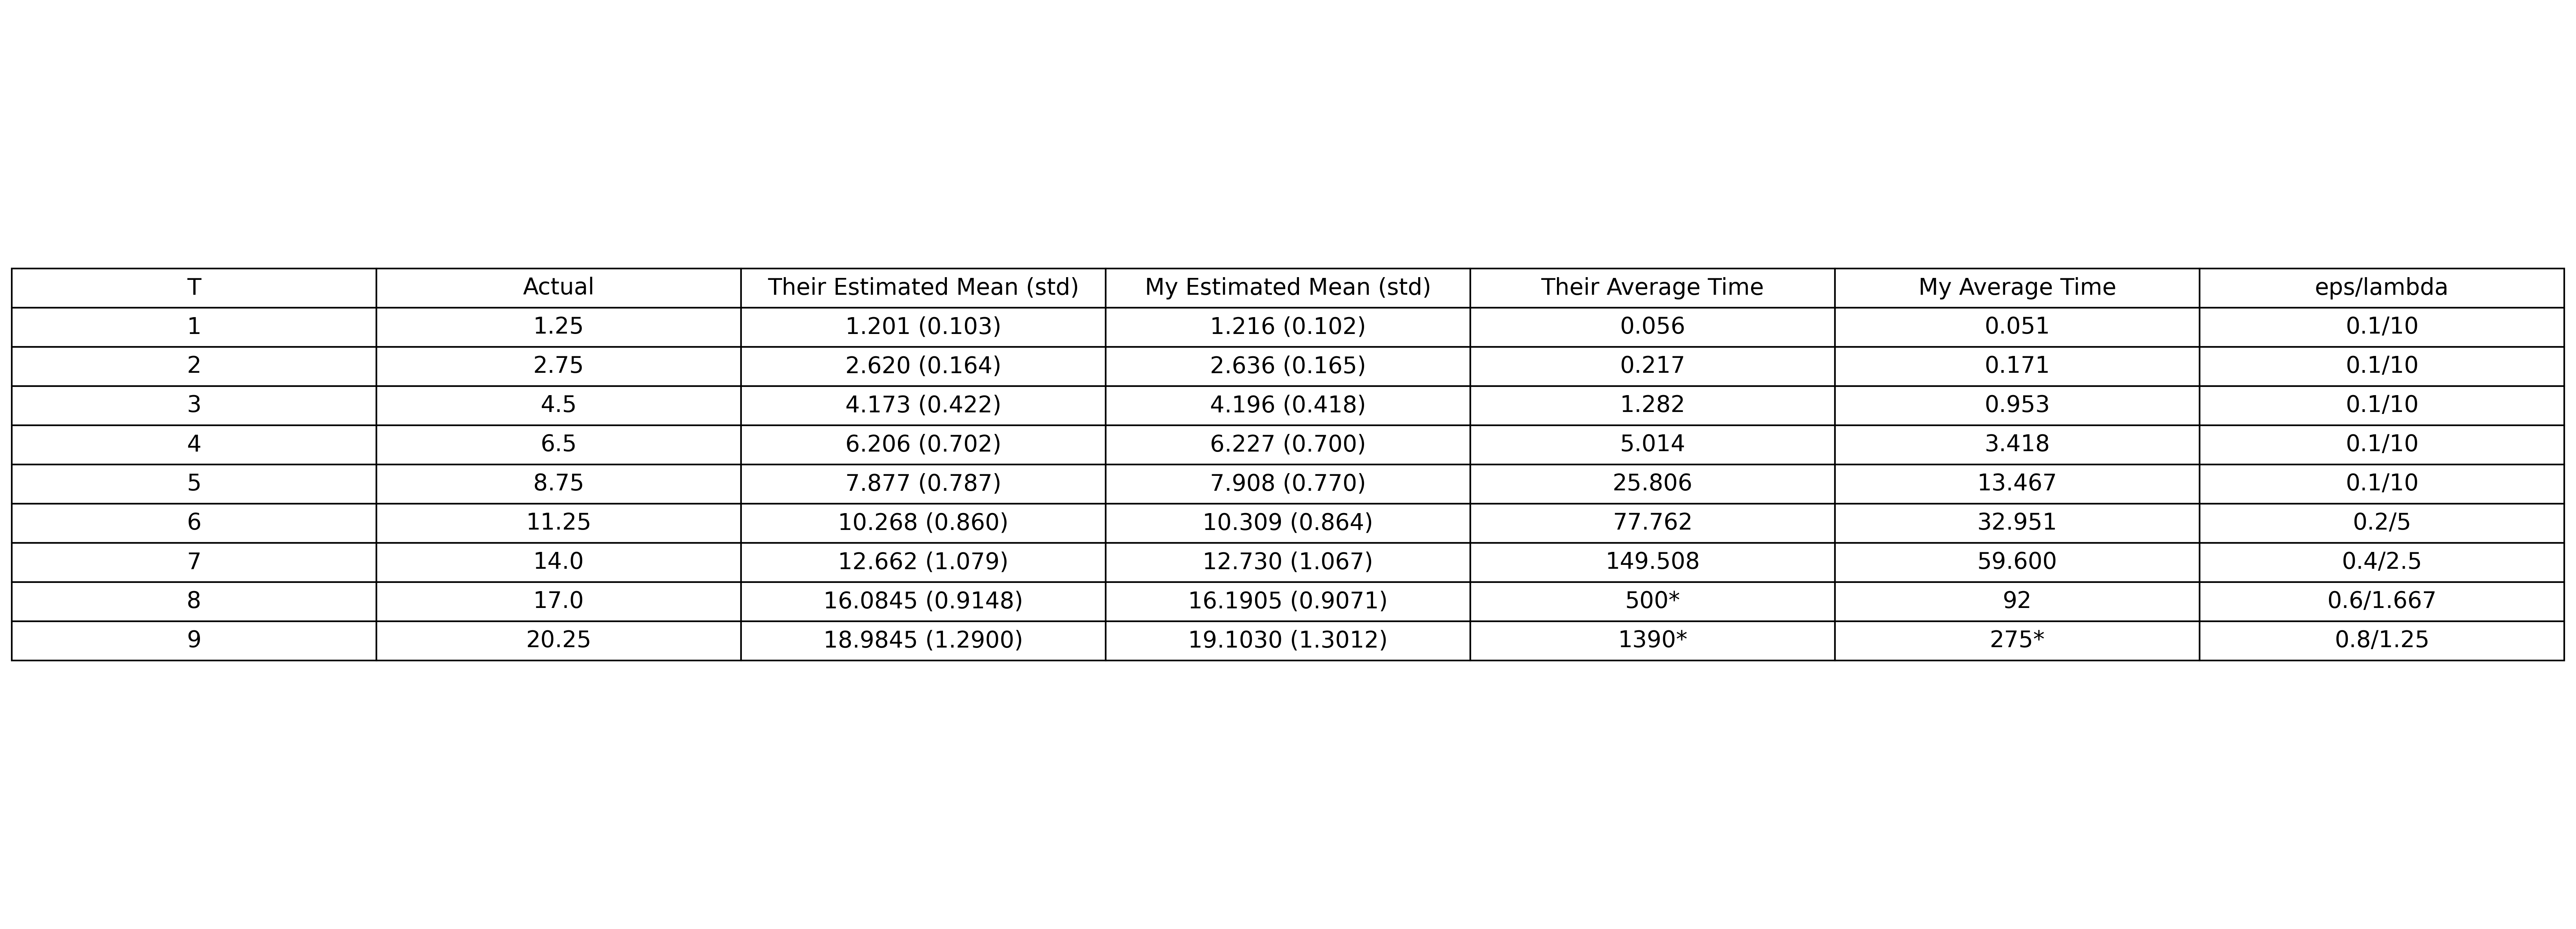 T Actual Their Estimated Mean (std) My Estimated Mean (std) Their Average Time My Average Time eps/lambda
1 1.25 1.201 (0.103) 1.216 (0.102) 0.056 0.051 0.1/10
2 2.75 2.620 (0.164) 2.636 (0.165) 0.217 0.171 0.1/10
3 4.5 4.173 (0.422) 4.196 (0.418) 1.282 0.953 0.1/10
4 6.5 6.206 (0.702) 6.227 (0.700) 5.014 3.418 0.1/10
5 8.75 7.877 (0.787) 7.908 (0.770) 25.806 13.467 0.1/10
6 11.25 10.268 (0.860) 10.309 (0.864) 77.762 32.951 0.2/5
7 14.0 12.662 (1.079) 12.730 (1.067) 149.508 59.600 0.4/2.5
8 17.0 16.0845 (0.9148) 16.1905 (0.9071) 500* 92 0.6/1.667
9 20.25 18.9845 (1.2900) 19.1030 (1.3012) 1390* 275* 0.8/1.25